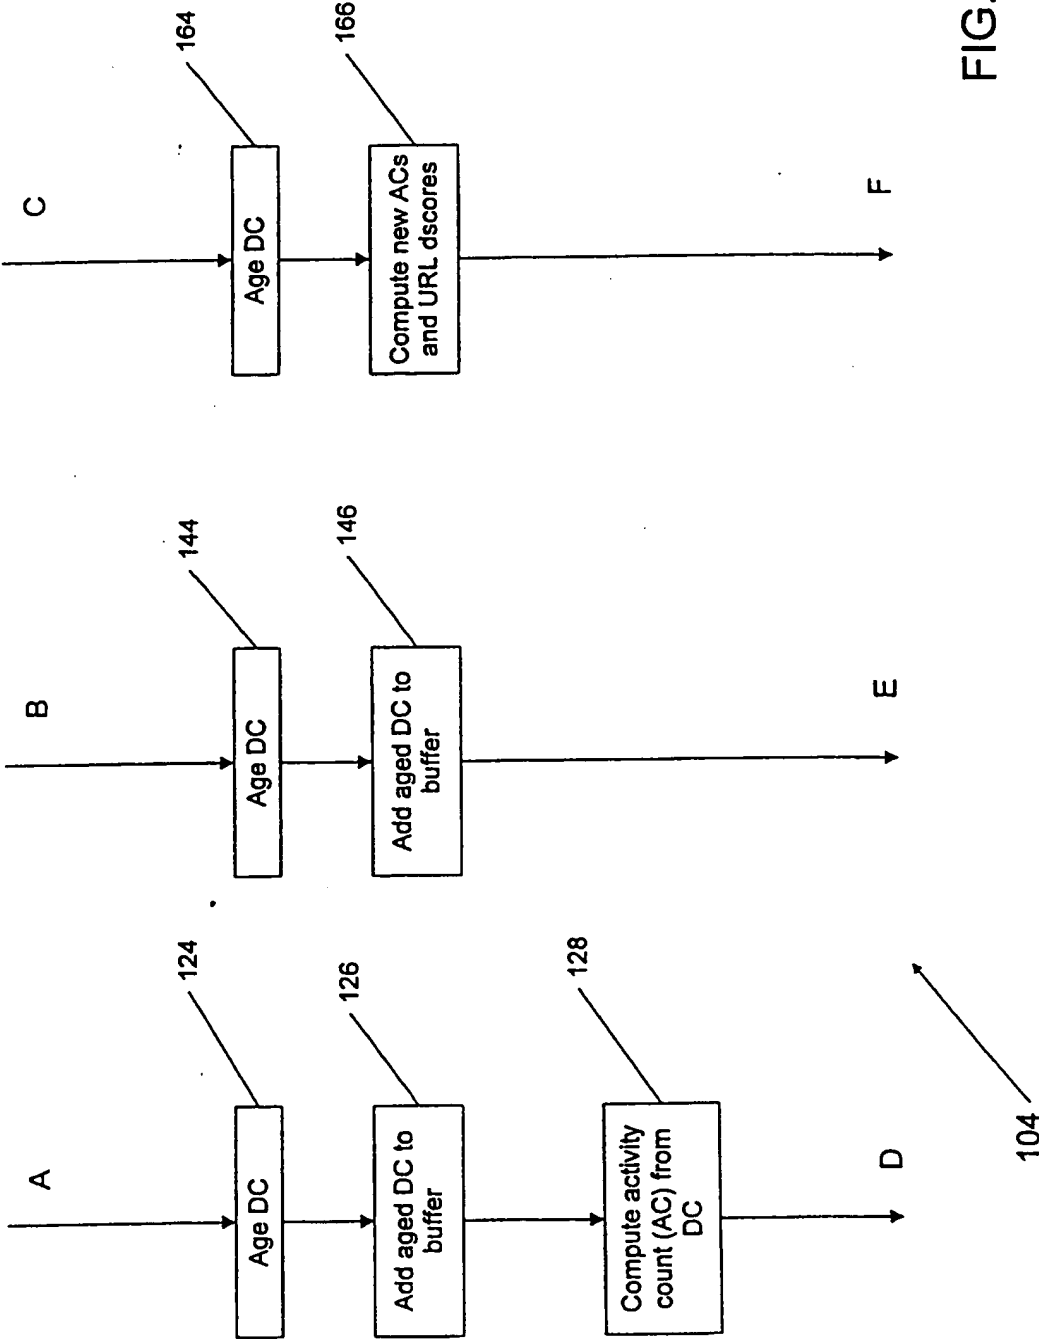 A
124
Age DC
126
Add aged DC to
buffer
128
Compute activity
count (AC) from
DC
D
104
B
144
Age DC
146
Add aged DC to
buffer
E
C
164
Age DC
166
Compute new ACs
and URL dscores
F
FIG.